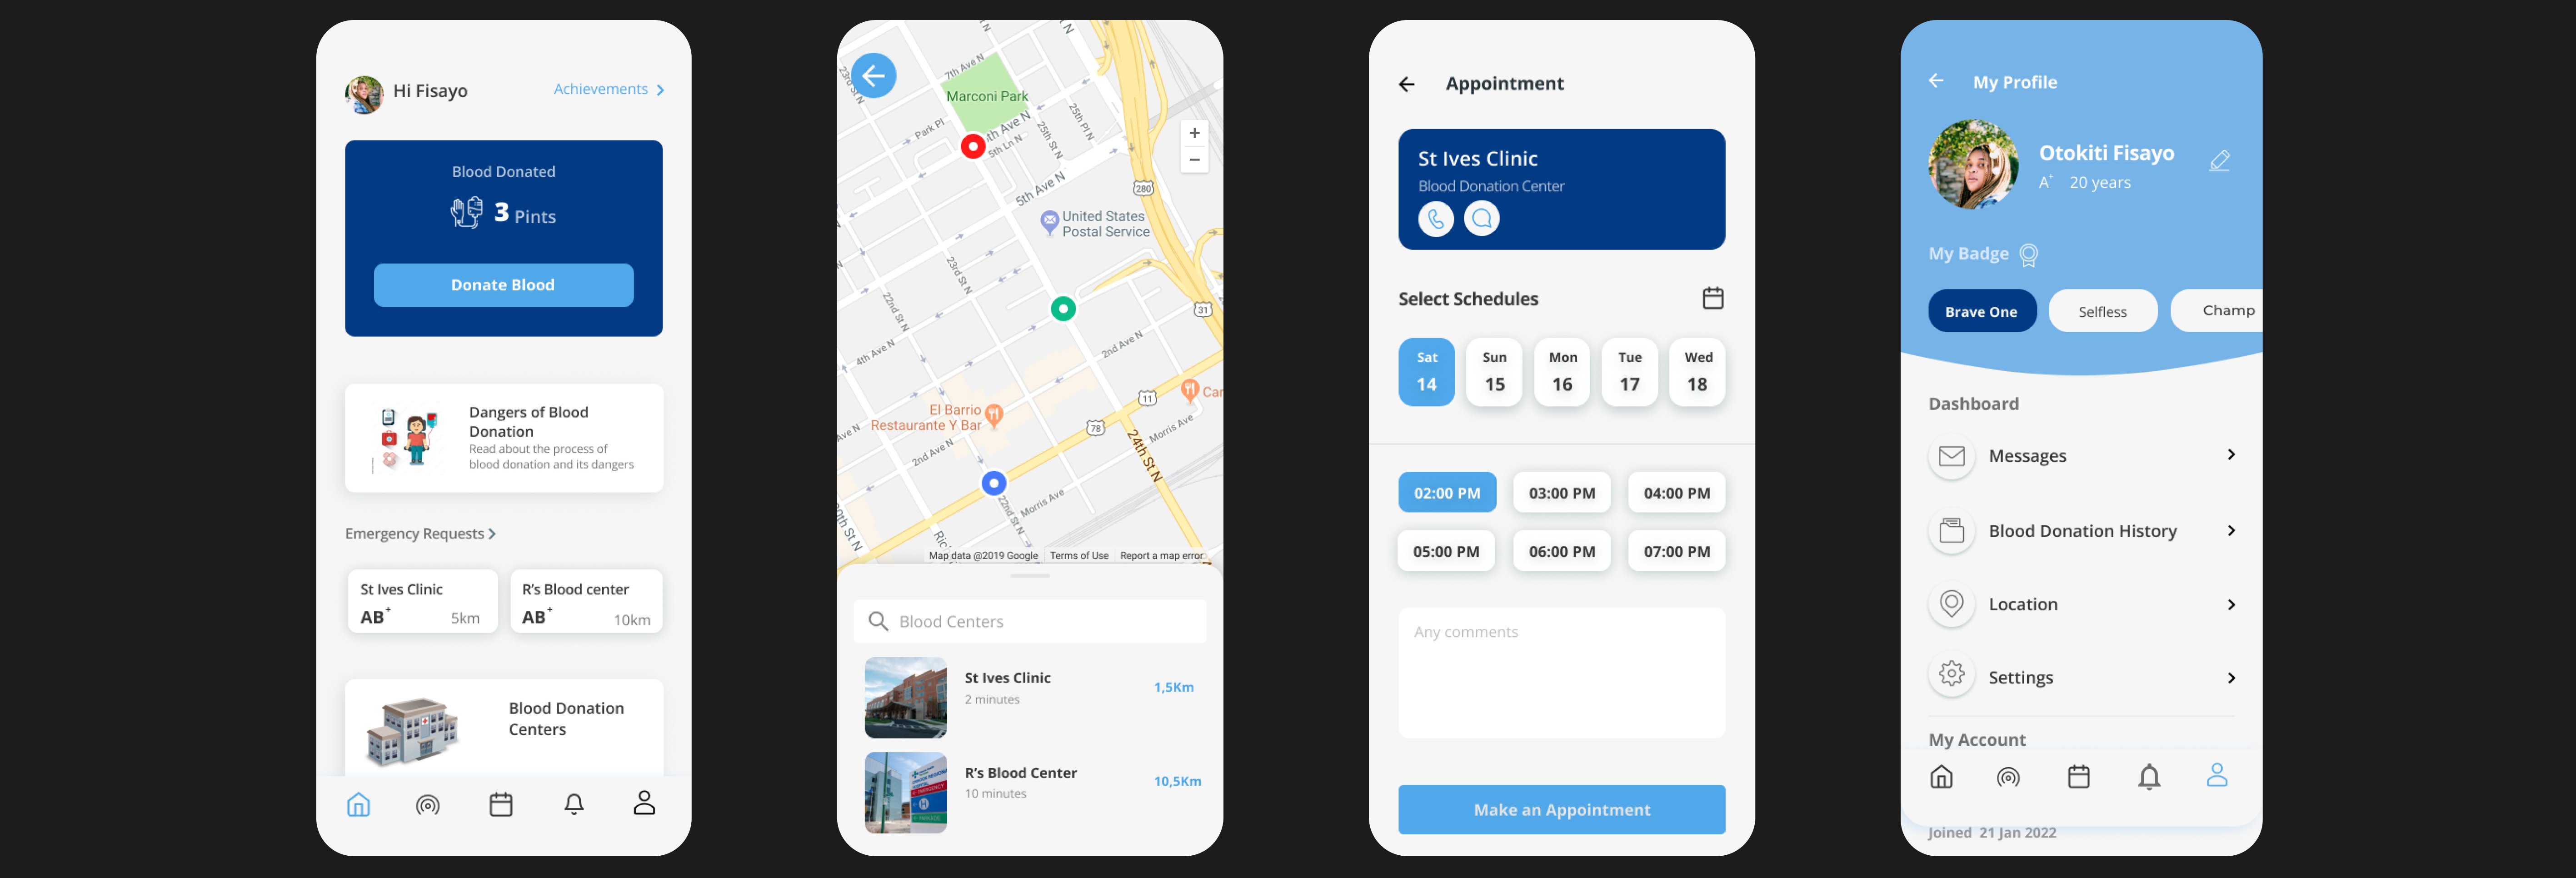 Hi Fisayo
Achievements
Blood Donated
3 Pints
Donate Blood
Dangers of Blood
Donation
Read about the process of
blood donation and its dangers
Emergency Requests
St Ives Clinic
AB+
5km
R's Blood center
AB+
10km
Blood Donation
Centers
23rd St N
7th Ave N
Marconi Park
Park Pl
5th Ln N
25th St N
25th Pl N
5th Ave N
280
United States
Postal Service
23rd St N
22nd St N
31
4th Ave N
2nd Ave N
El Barrio
Restaurante Y Bar
11
Car
78
Morris Ave
24th St N
2nd Ave N
Morris Ave
22nd St N
Ric
Map data @2019 Google
Terms of Use
Report a map error
Blood Centers
St Ives Clinic
2 minutes
1,5Km
R's Blood Center
10 minutes
10,5Km
Appointment
St Ives Clinic
Blood Donation Center
Select Schedules
Sat
14
Sun
15
Mon
16
Tue
17
Wed
18
02:00 PM
03:00 PM
04:00 PM
05:00 PM
06:00 PM
07:00 PM
Any comments
Make an Appointment
My Profile
Otokiti Fisayo
A+ 20 years
My Badge
Brave One
Selfless
Champ
Dashboard
Messages
Blood Donation History
Location
Settings
My Account
Joined 21 Jan 2022